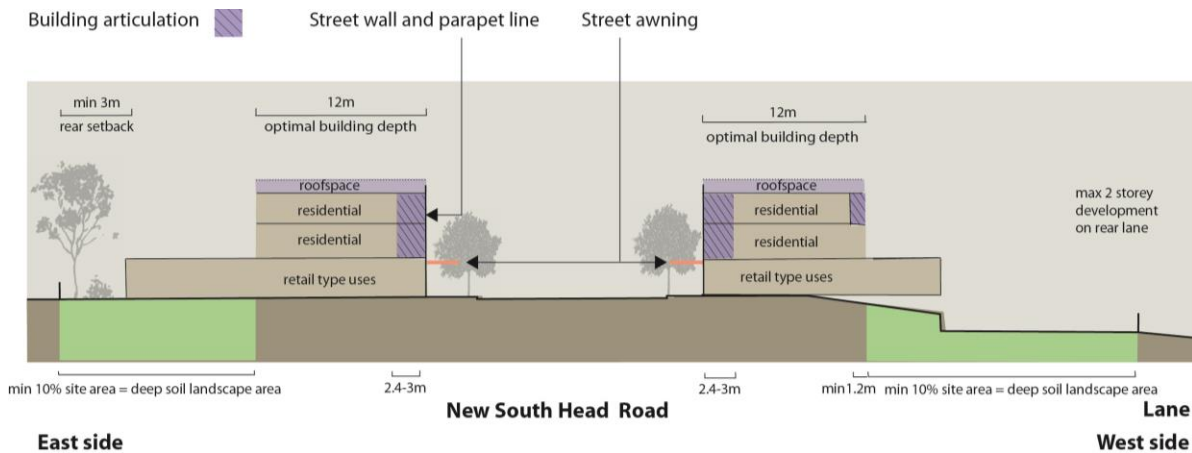 Building articulation
Street wall and parapet line
Street awning
min 3m
rear setback
12m
optimal building depth
12m
optimal building depth
roofspace
residential
residential
retail type uses
roofspace
residential
residential
retail type uses
max 2 storey
development
on rear lane
min 10% site area = deep soil landscape area
2.4-3m
2.4-3m
min1.2m
min 10% site area = deep soil landscape area
New South Head Road
Lane
East side
West side